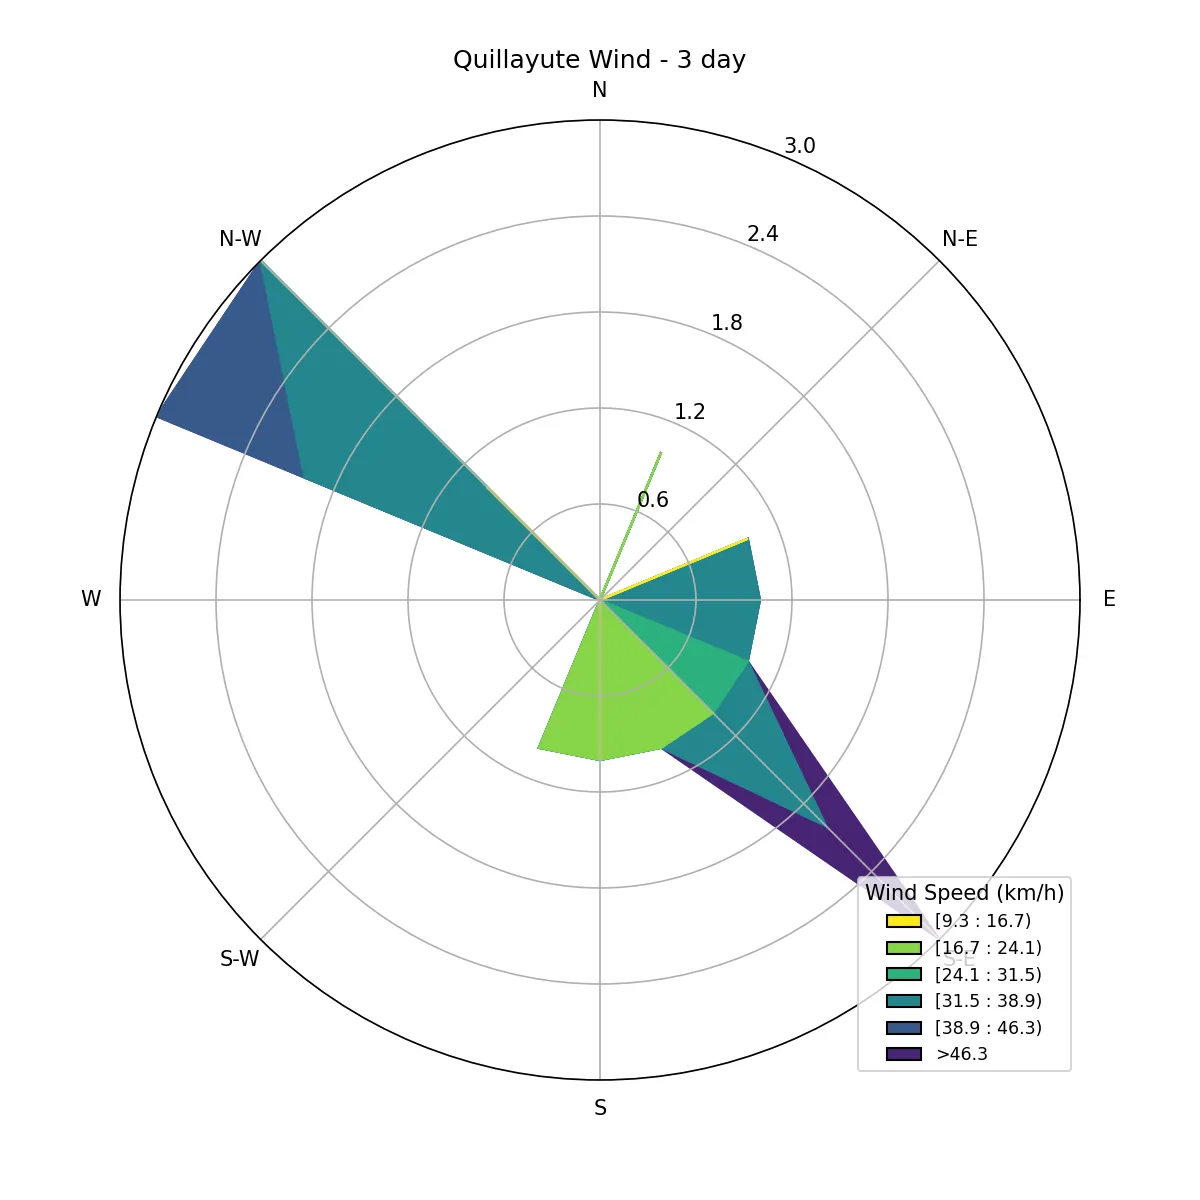 Quillayute Wind - 3 day
N
3.0
N-W
N-E
2.4
1.8
1.2
0.6
W
E
Wind Speed (km/h)
[9.3 : 16.7)
[16.7 : 24.1)
S-W
S-E
[24.1 : 31.5)
[31.5 : 38.9)
[38.9 : 46.3)
>46.3
S